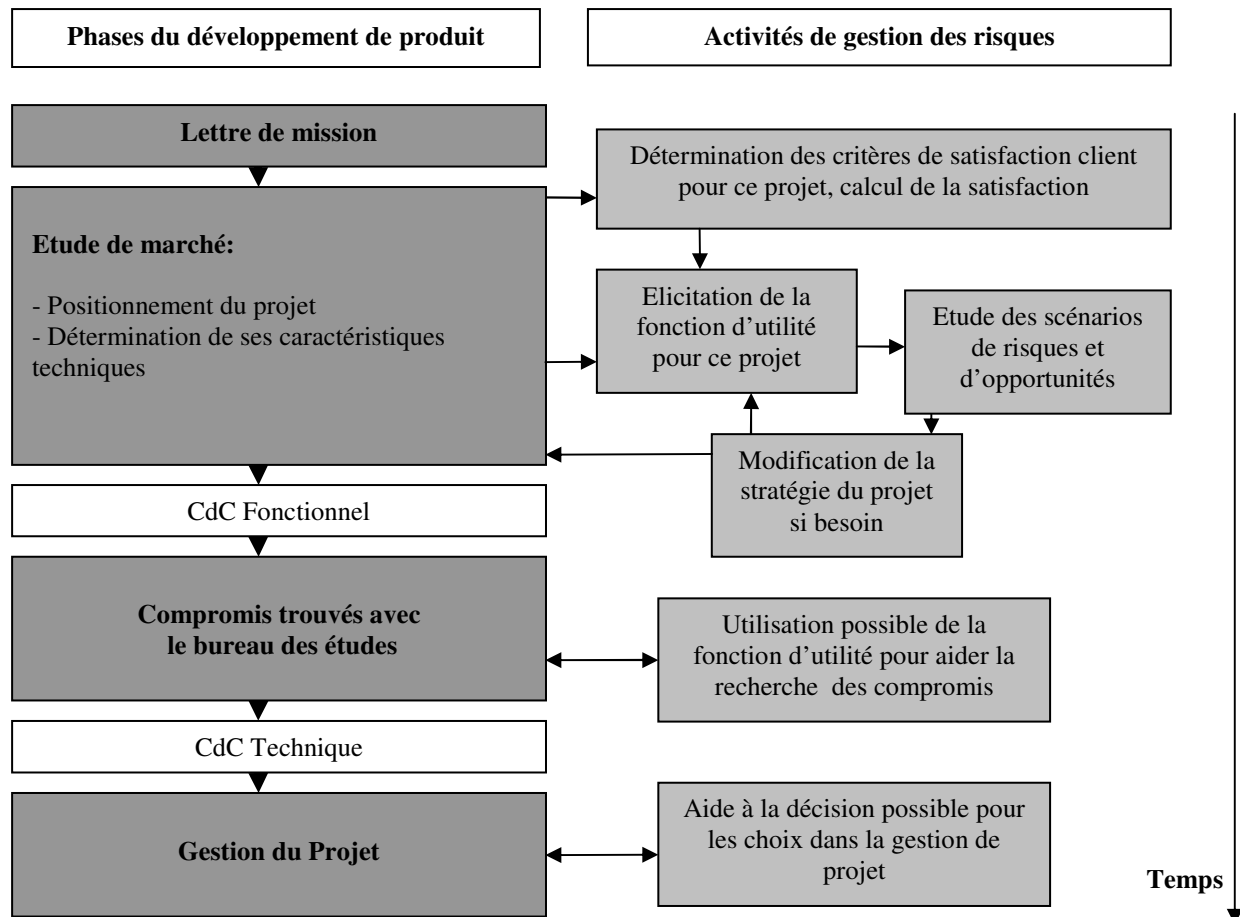 Phases du développement de produit
Activités de gestion des risques
Lettre de mission
Détermination des critères de satisfaction client
pour ce projet, calcul de la satisfaction
Etude de marché:
- Positionnement du projet
- Détermination de ses caractéristiques
techniques
Elicitation de la
fonction d’utilité
pour ce projet
Etude des scénarios
de risques et
d’opportunités
Modification de la
stratégie du projet
si besoin
CdC Fonctionnel
Compromis trouvés avec
le bureau des études
Utilisation possible de la
fonction d’utilité pour aider la
recherche des compromis
CdC Technique
Gestion du Projet
Aide à la décision possible pour
les choix dans la gestion de
projet
Temps